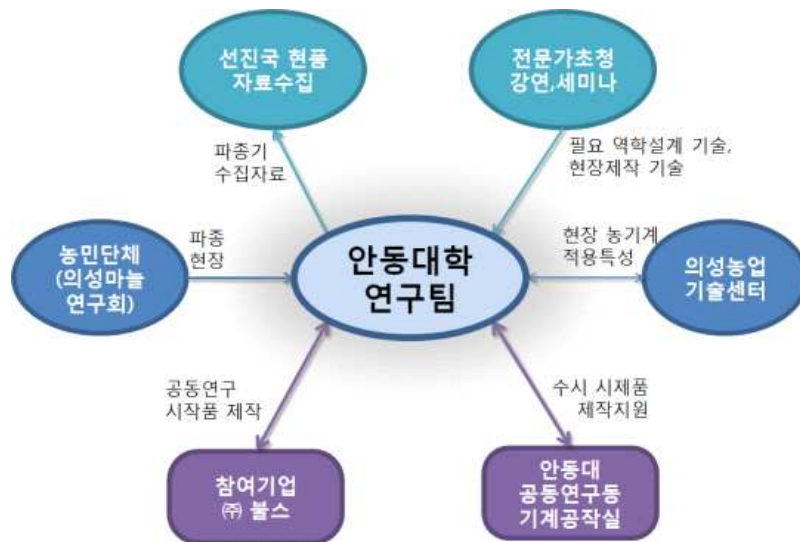 선진국 현품
자료수집
전문가초청
강연,세미나
파종기
수집자료
필요 역학설계 기술,
현장제작 기술
농민단체
(의성마늘
연구회)
파종
현장
안동대학
연구팀
현장 농기계
적용특성
의성농업
기술센터
공동연구
시작품 제작
수시 시제품
제작지원
참여기업
㈜ 불스
안동대
공동연구동
기계공작실